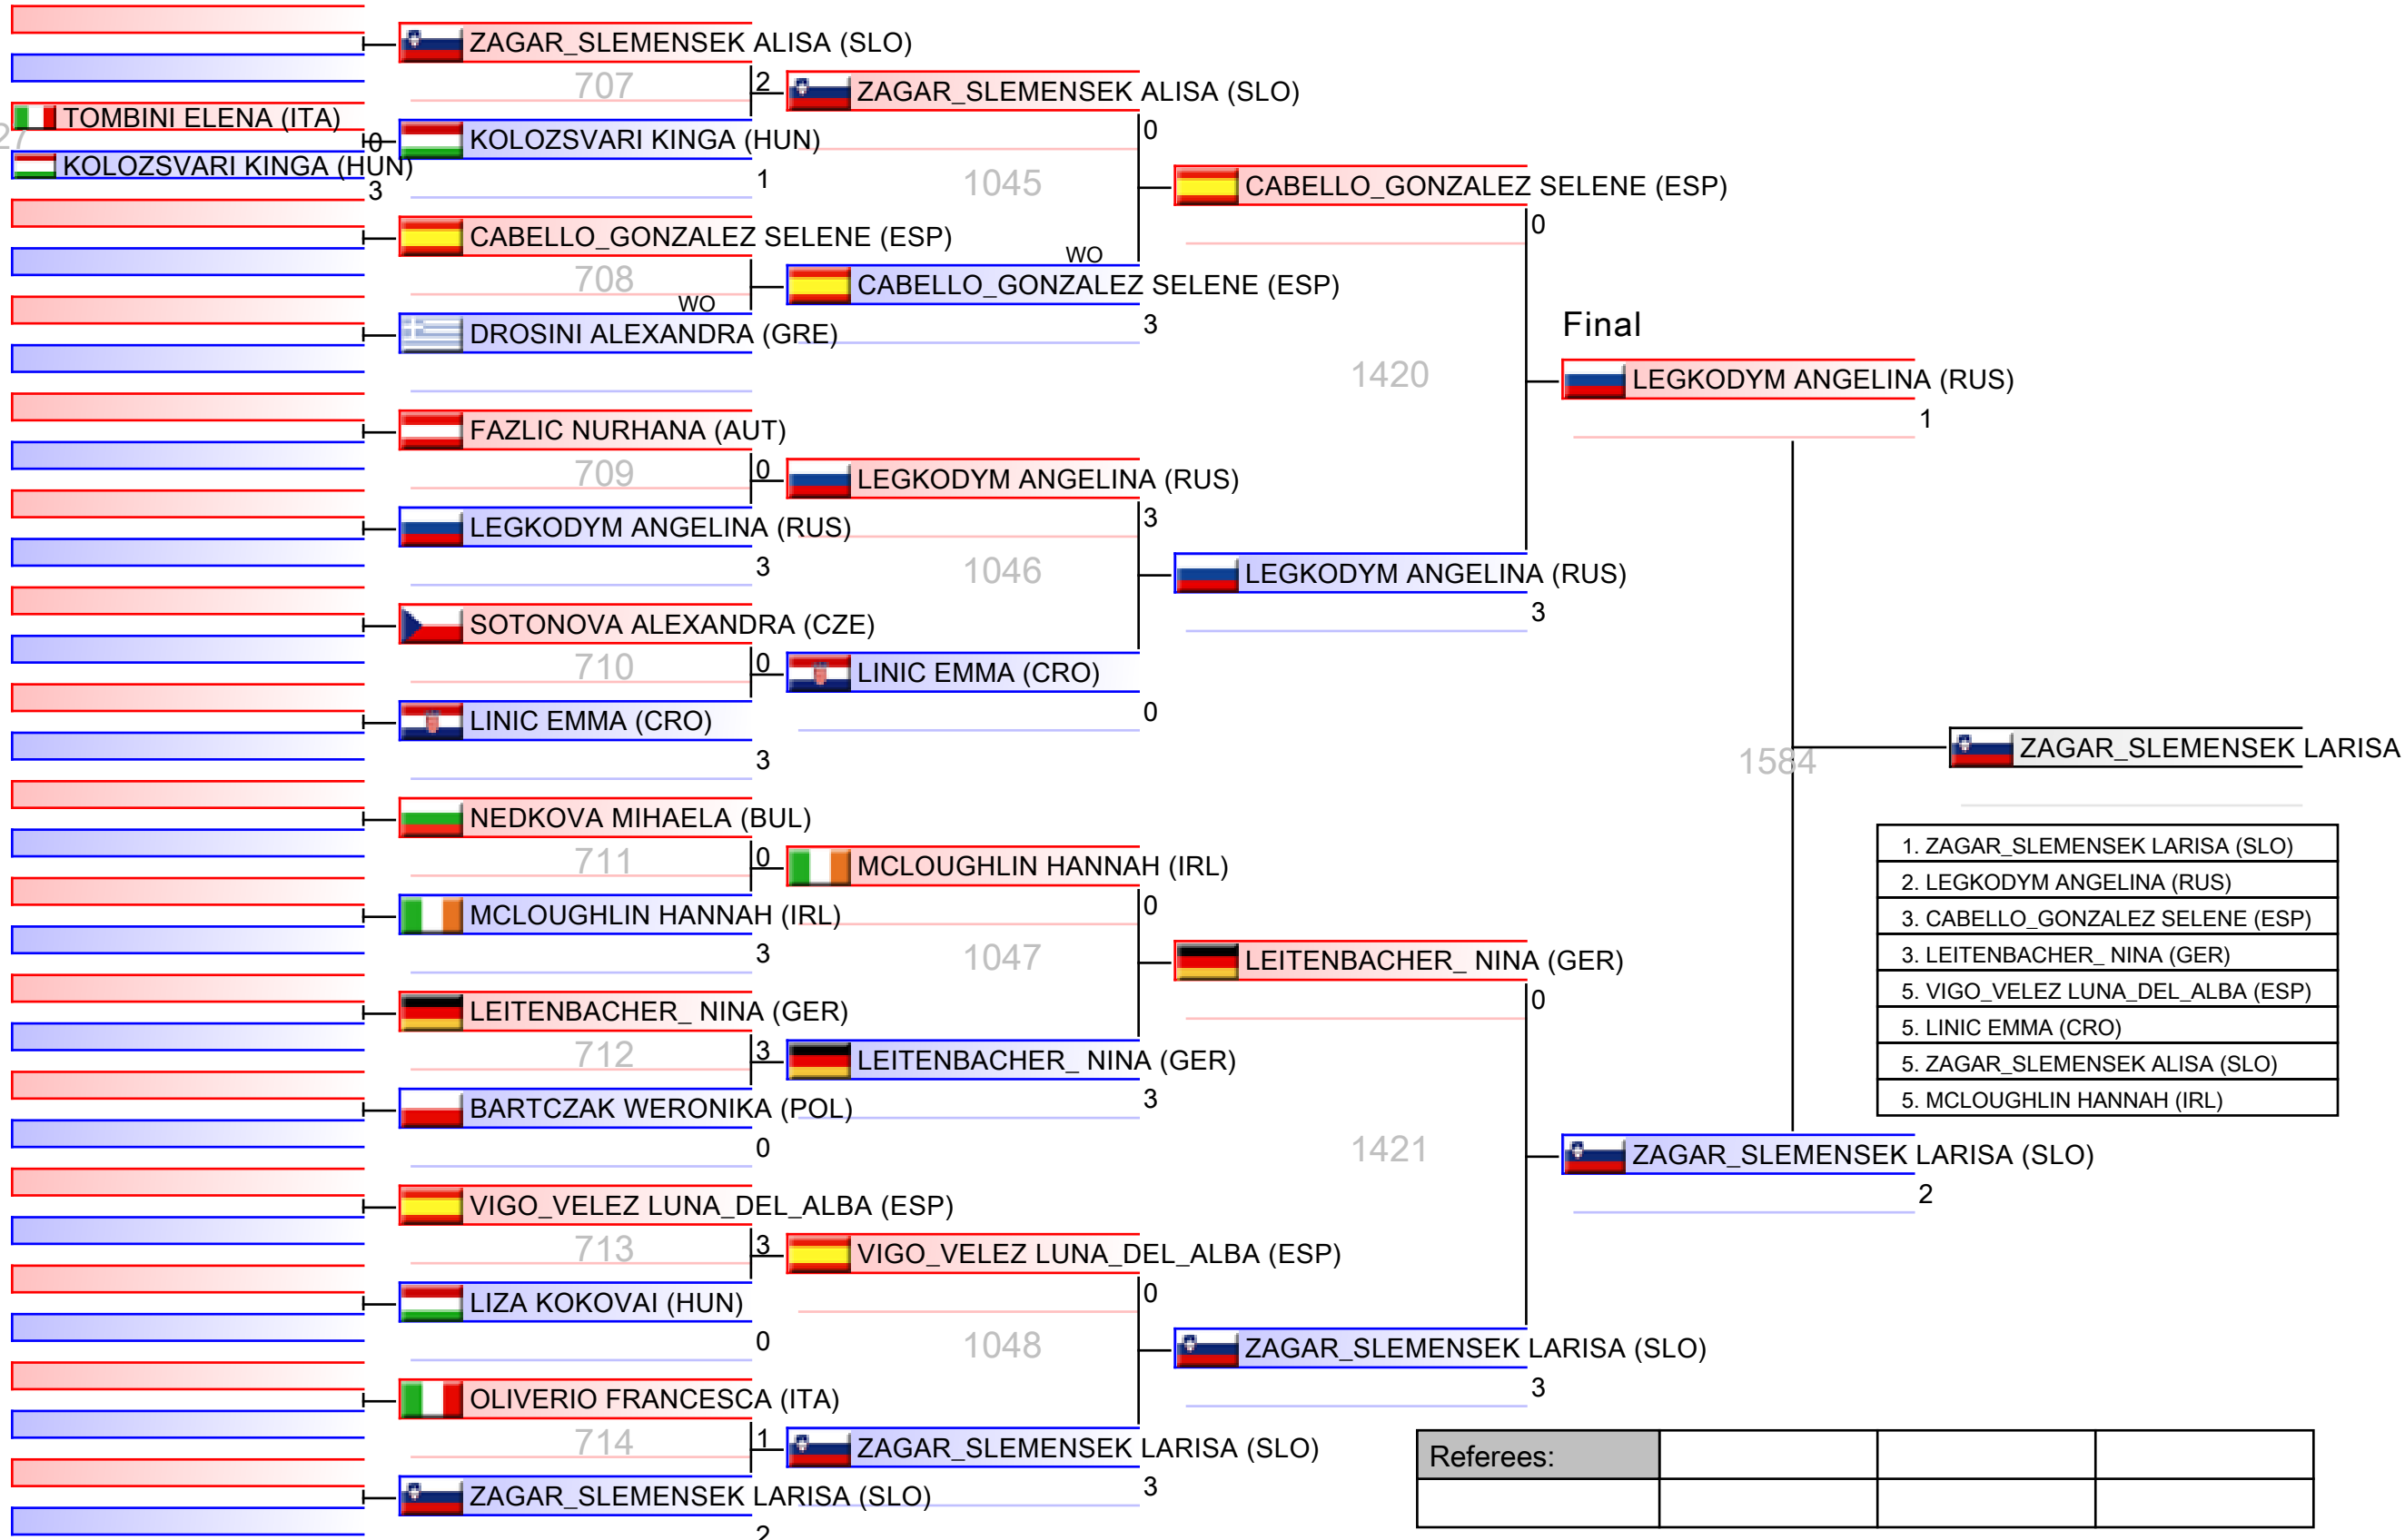 ZAGAR_SLEMENSEK ALISA (SLO)
707
2
ZAGAR_SLEMENSEK ALISA (SLO)
TOMBINI ELENA (ITA)
0
27
KOLOZSVARI KINGA (HUN)
0
KOLOZSVARI KINGA (HUN)
3
1
1045
CABELLO_GONZALEZ SELENE (ESP)
0
CABELLO_GONZALEZ SELENE (ESP)
WO
708
CABELLO_GONZALEZ SELENE (ESP)
WO
DROSINI ALEXANDRA (GRE)
3
Final
1420
LEGKODYM ANGELINA (RUS)
1
FAZLIC NURHANA (AUT)
709
0
LEGKODYM ANGELINA (RUS)
3
LEGKODYM ANGELINA (RUS)
3
1046
LEGKODYM ANGELINA (RUS)
3
SOTONOVA ALEXANDRA (CZE)
710
0
LINIC EMMA (CRO)
0
LINIC EMMA (CRO)
3
1584
ZAGAR_SLEMENSEK LARISA
NEDKOVA MIHAELA (BUL)
711
0
MCLOUGHLIN HANNAH (IRL)
0
MCLOUGHLIN HANNAH (IRL)
3
1047
LEITENBACHER_ NINA (GER)
0
LEITENBACHER_ NINA (GER)
712
3
LEITENBACHER_ NINA (GER)
3
BARTCZAK WERONIKA (POL)
0
1421
ZAGAR_SLEMENSEK LARISA (SLO)
2
1. ZAGAR_SLEMENSEK LARISA (SLO)
2. LEGKODYM ANGELINA (RUS)
3. CABELLO_GONZALEZ SELENE (ESP)
3. LEITENBACHER_ NINA (GER)
5. VIGO_VELEZ LUNA_DEL_ALBA (ESP)
5. LINIC EMMA (CRO)
5. ZAGAR_SLEMENSEK ALISA (SLO)
5. MCLOUGHLIN HANNAH (IRL)
VIGO_VELEZ LUNA_DEL_ALBA (ESP)
713
3
VIGO_VELEZ LUNA_DEL_ALBA (ESP)
0
LIZA KOKOVAI (HUN)
0
1048
ZAGAR_SLEMENSEK LARISA (SLO)
3
OLIVERIO FRANCESCA (ITA)
714
1
ZAGAR_SLEMENSEK LARISA (SLO)
3
ZAGAR_SLEMENSEK LARISA (SLO)
2
Referees: